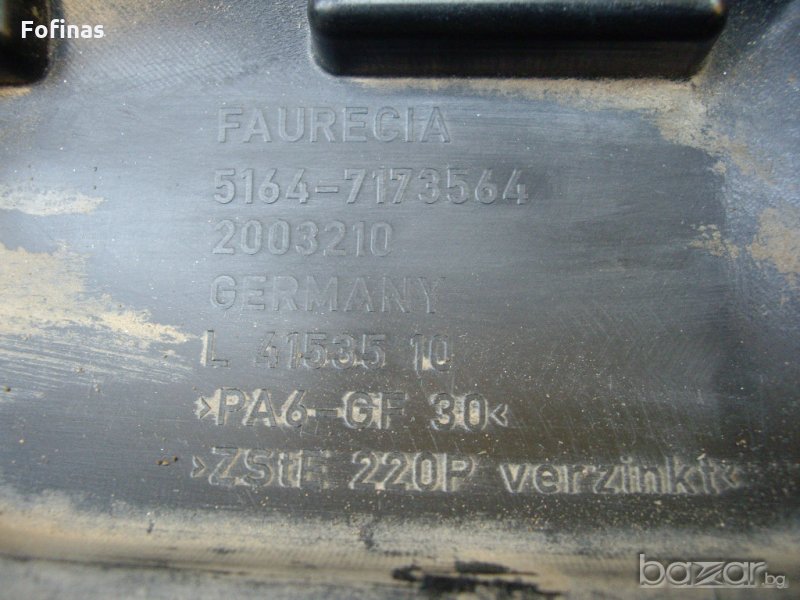 Fofinas
FAURECIA
5164-7173564
2003210
GERMANY
L 41535 10
>PA6-GF 30<
>ZStE 220P verzinkt<
bazar.bg